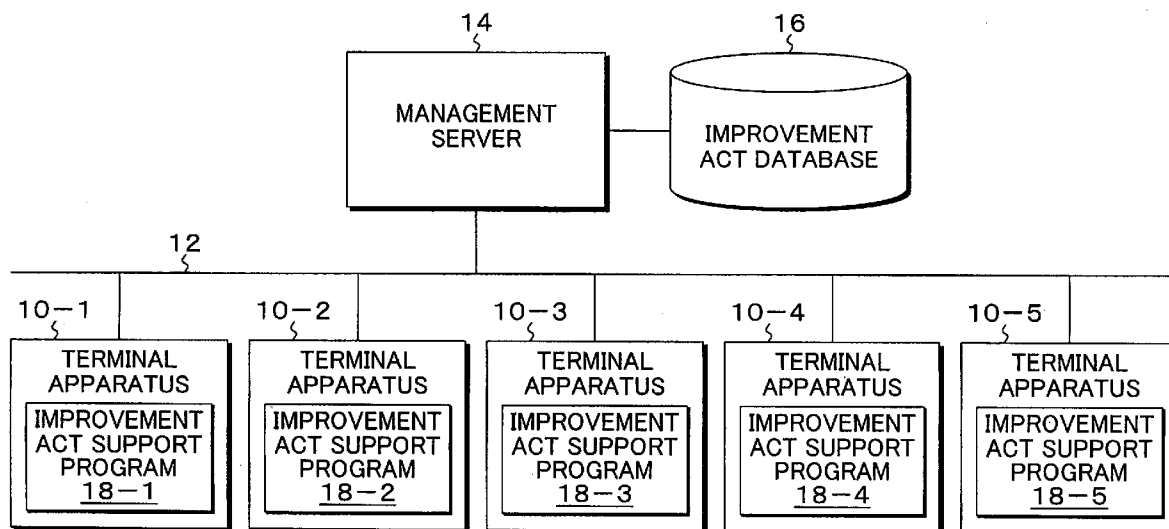 14
16
MANAGEMENT
SERVER
IMPROVEMENT
ACT DATABASE
12
10-1
10-2
10-3
10-4
10-5
TERMINAL
APPARATUS
IMPROVEMENT
ACT SUPPORT
PROGRAM
18-1
TERMINAL
APPARATUS
IMPROVEMENT
ACT SUPPORT
PROGRAM
18-2
TERMINAL
APPARATUS
IMPROVEMENT
ACT SUPPORT
PROGRAM
18-3
TERMINAL
APPARATUS
IMPROVEMENT
ACT SUPPORT
PROGRAM
18-4
TERMINAL
APPARATUS
IMPROVEMENT
ACT SUPPORT
PROGRAM
18-5